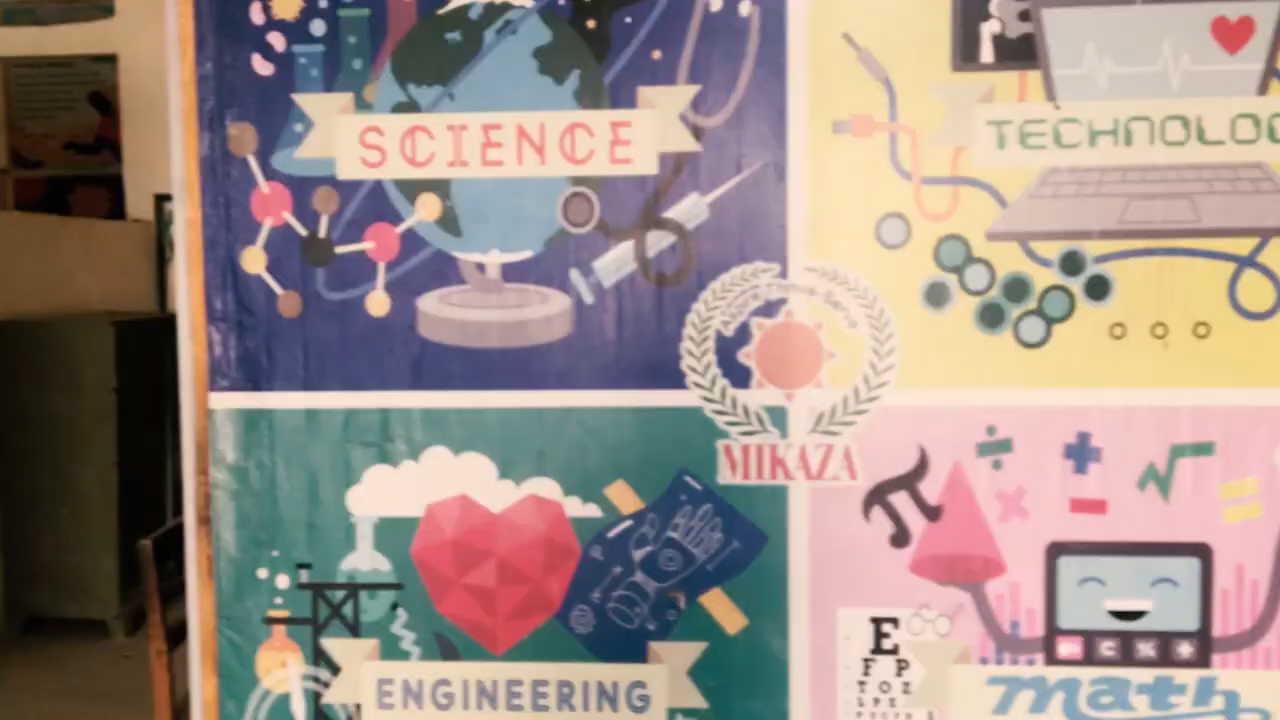 SCIENCE
TECHNOLOG
MIKAZA
ENGINEERING
math
E
F P
T O Z